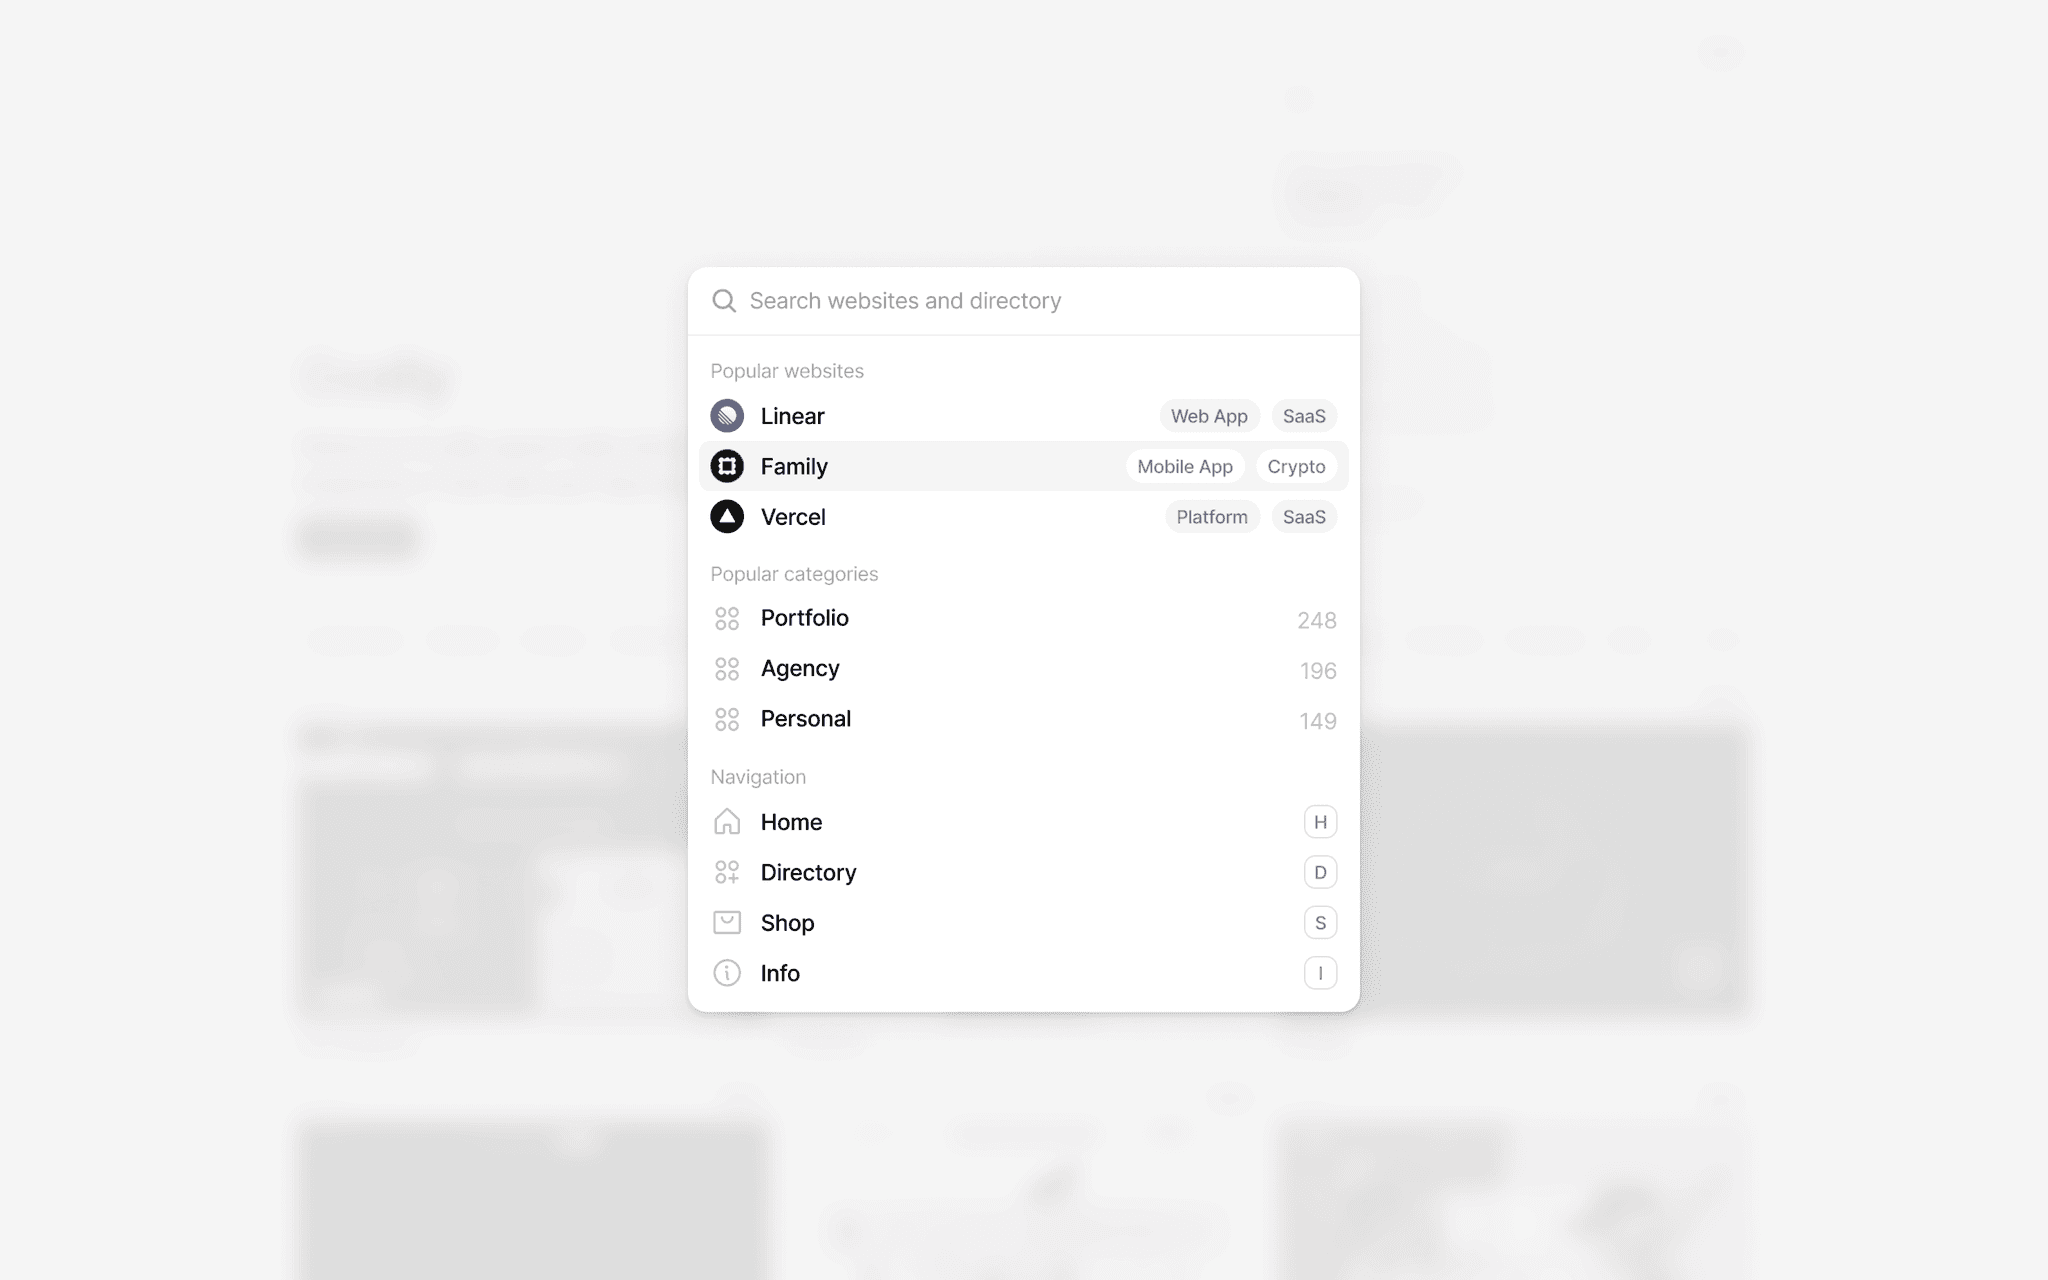 Search websites and directory
Popular websites
Linear Web App SaaS
Family Mobile App Crypto
Vercel Platform SaaS
Popular categories
Portfolio 248
Agency 196
Personal 149
Navigation
Home H
Directory D
Shop S
Info I